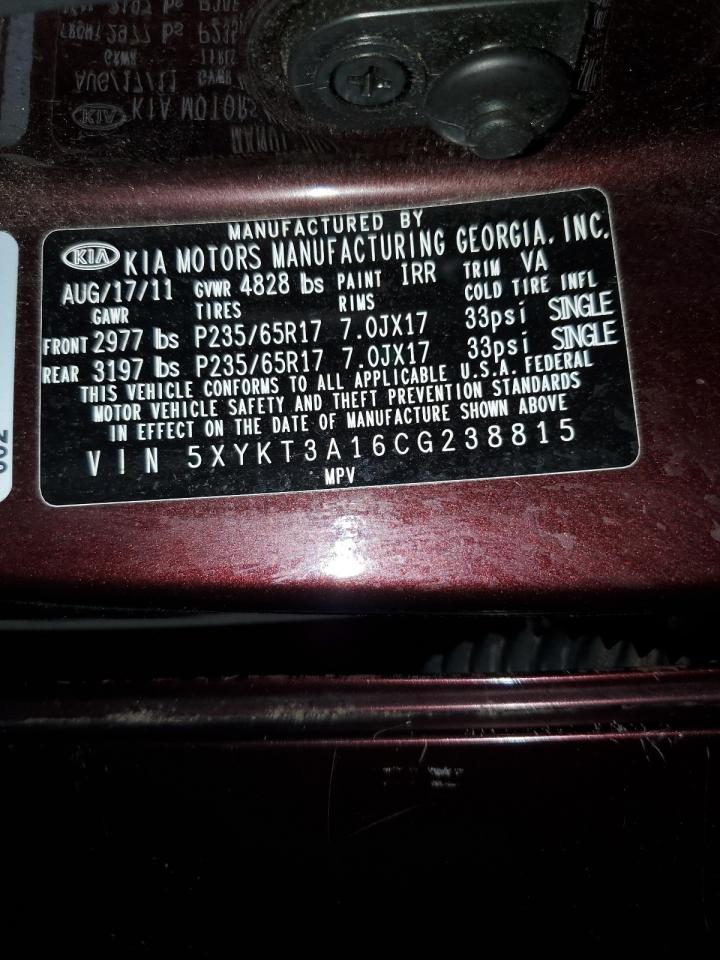 MANUFACTURED BY
KIA KIA MOTORS MANUFACTURING GEORGIA, INC.
AUG/17/11 GVWR 4828 lbs PAINT IRR TRIM VA
GAWR TIRES RIMS COLD TIRE INFL
FRONT 2977 lbs P235/65R17 7.0JX17 33psi SINGLE
REAR 3197 lbs P235/65R17 7.0JX17 33psi SINGLE
THIS VEHICLE CONFORMS TO ALL APPLICABLE U.S.A. FEDERAL
MOTOR VEHICLE SAFETY AND THEFT PREVENTION STANDARDS
IN EFFECT ON THE DATE OF MANUFACTURE SHOWN ABOVE
VIN 5XYKT3A16CG238815
MPV